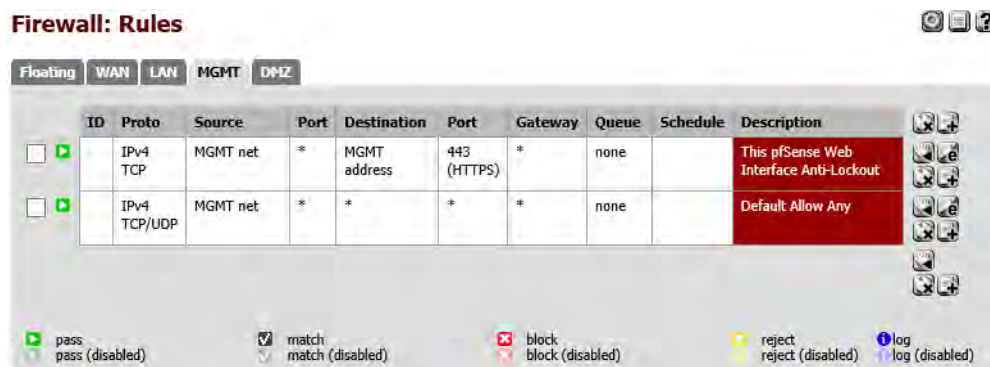 Firewall: Rules
Floating WAN LAN MGMT DMZ
ID Proto Source Port Destination Port Gateway Queue Schedule Description
IPv4 TCP MGMT net * MGMT address 443 (HTTPS) * none This pfSense Web Interface Anti-Lockout
IPv4 TCP/UDP MGMT net * * * * none Default Allow Any
pass match block reject log
pass (disabled) match (disabled) block (disabled) reject (disabled) log (disabled)